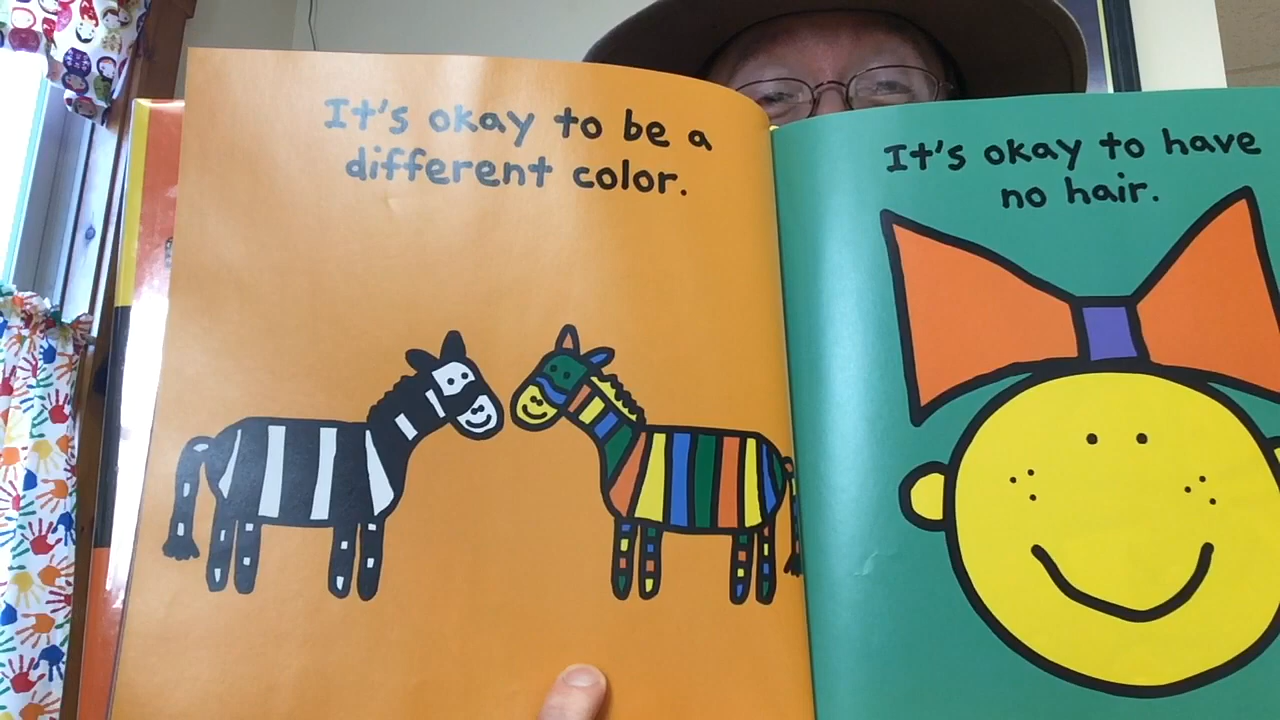 It's okay to be a
different color.
It's okay to have
no hair.